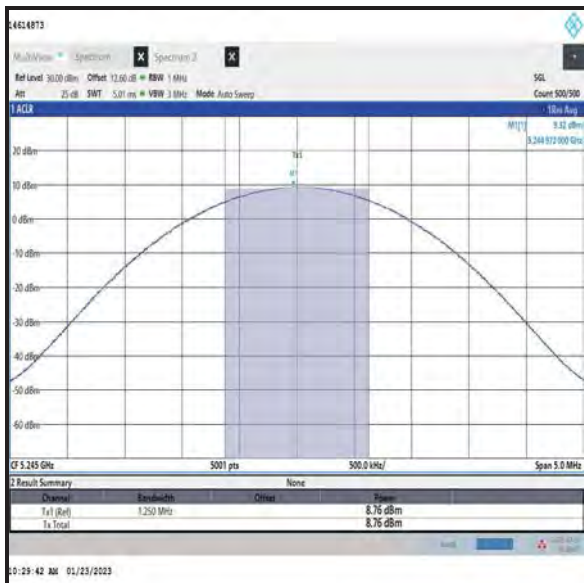 14614873
MultiView Spectrum X Spectrum 2 X
Ref Level 30.00 dBm Offset 12.60 dB RBW 1 MHz SGL
Att 25 dB SWT 5.01 ms VBW 3 MHz Mode Auto Sweep Count 500/500
1 ACLR 1Rm Avg
M1[1] 9.32 dBm
5.244 972 000 GHz
Tx1
M1
20 dBm
10 dBm
0 dBm
-10 dBm
-20 dBm
-30 dBm
-40 dBm
-50 dBm
-60 dBm
CF 5.245 GHz 5001 pts 500.0 kHz/ Span 5.0 MHz
2 Result Summary None
Channel Bandwidth Offset Power
Tx1 (Ref) 1.250 MHz 8.76 dBm
Tx Total 8.76 dBm
10:29:42 AM 01/23/2023